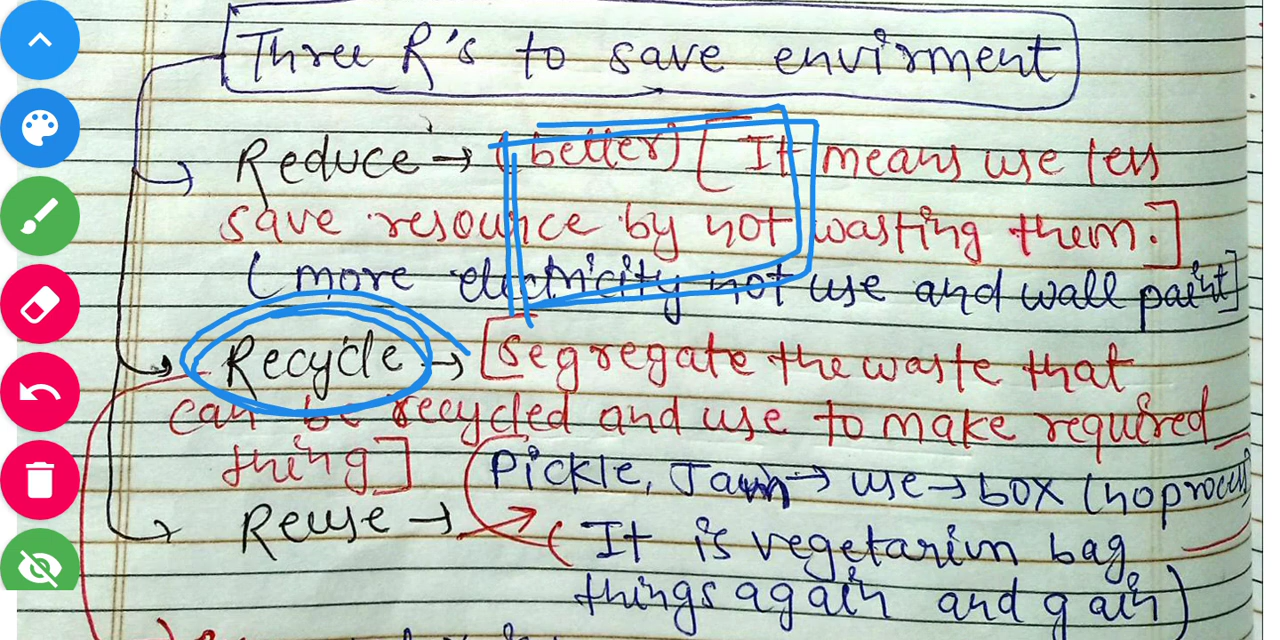 Three R's to save envirment
Reduce → (better) [It means use less
save resource by not wasting them.]
(more electricity not use and wall paint]
Recycle → [segregate the waste that
can be recycled and use to make required
thing]
Pickle, Jam → use → box (no process
Reuse →
(It is vegetarian bag
things again and gain)